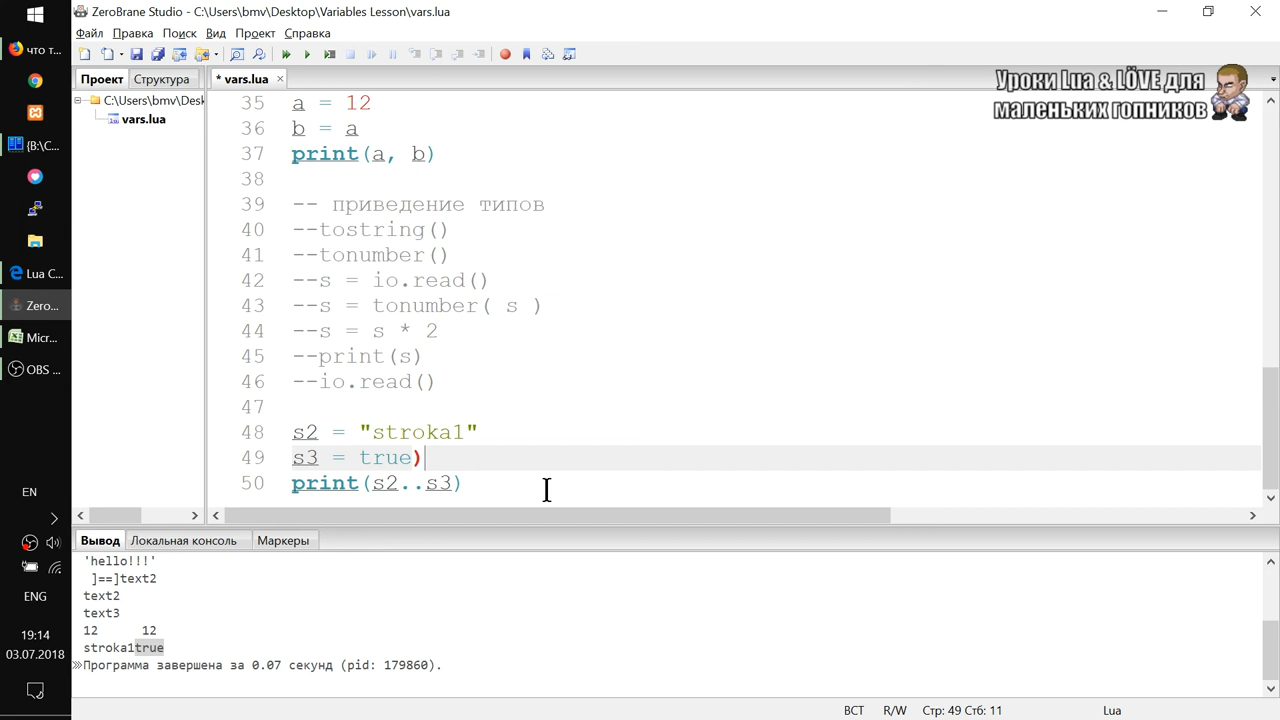 ZeroBrane Studio - C:\Users\bmv\Desktop\Variables Lesson\vars.lua
Файл Правка Поиск Вид Проект Справка
что т...
{B:\C...
Lua C...
Zero...
Micr...
OBS ...
EN
ENG
19:14
03.07.2018
Проект Структура
C:\Users\bmv\Desk
vars.lua
* vars.lua
Уроки Lua & LÖVE для
маленьких гопников
35 a = 12
36 b = a
37 print(a, b)
38
39 -- приведение типов
40 --tostring()
41 --tonumber()
42 --s = io.read()
43 --s = tonumber( s )
44 --s = s * 2
45 --print(s)
46 --io.read()
47
48 s2 = "stroka1"
49 s3 = true)
50 print(s2..s3)
Вывод Локальная консоль Маркеры
'hello!!!'
]==]text2
text2
text3
12 12
stroka1true
Программа завершена за 0.07 секунд (pid: 179860).
ВСТ R/W Стр: 49 Стб: 11 Lua